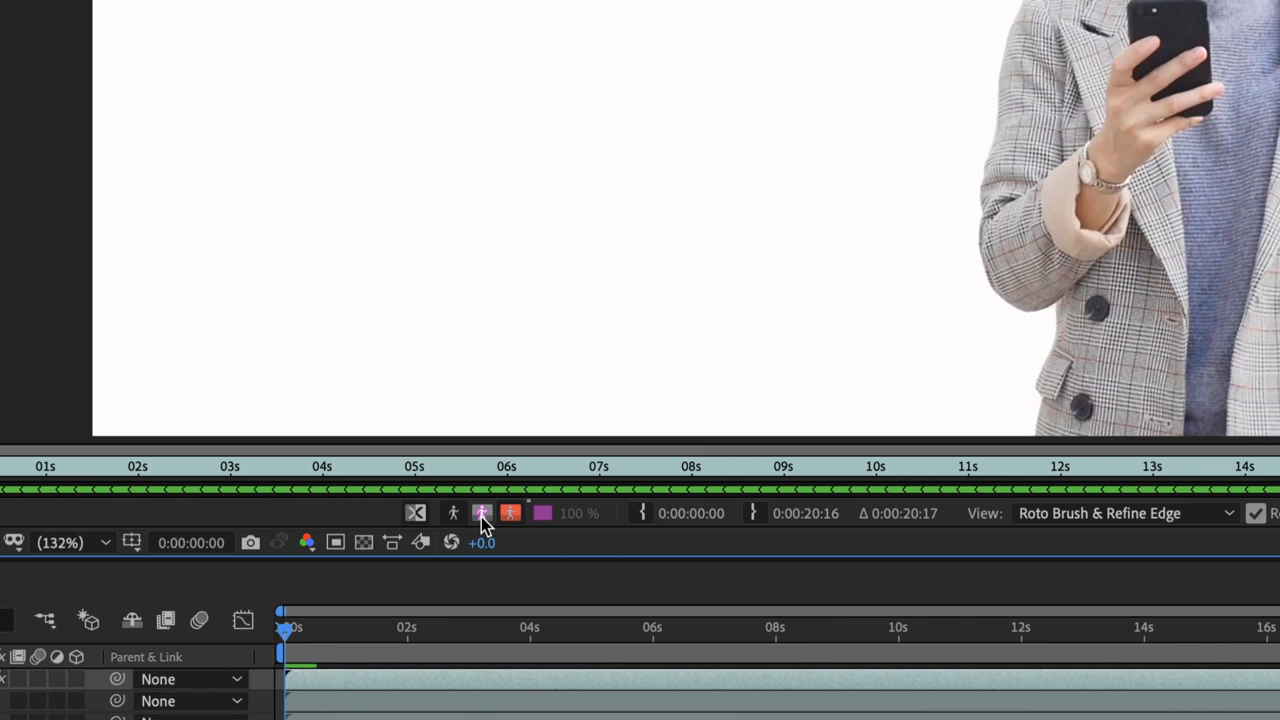 01s 02s 03s 04s 05s 06s 07s 08s 09s 10s 11s 12s 13s 14s
100 % 0:00:00:00 0:00:20:16 Δ 0:00:20:17 View: Roto Brush & Refine Edge
(132%) 0:00:00:00 +0.0
02s 04s 06s 08s 10s 12s 14s 16s
Parent & Link
None
None